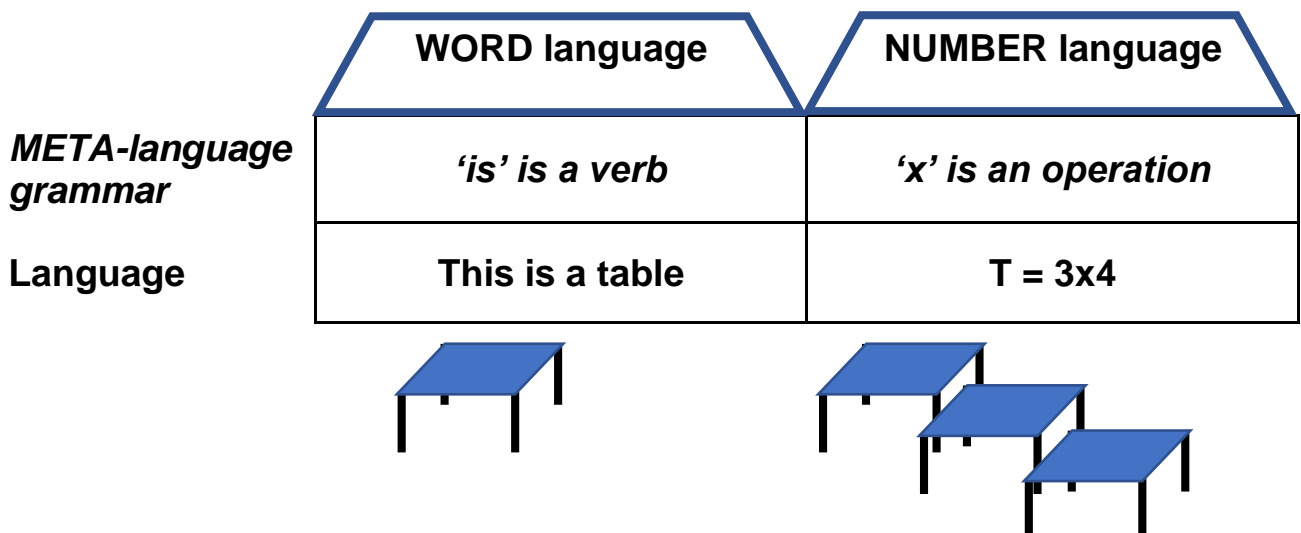 WORD language
NUMBER language
META-language
grammar
‘is’ is a verb
‘x’ is an operation
Language
This is a table
T = 3x4